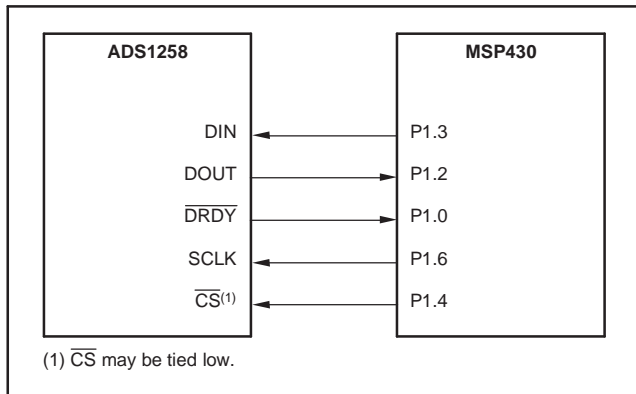 ADS1258 MSP430
DIN P1.3
DOUT P1.2
DRDY P1.0
SCLK P1.6
CS(1) P1.4
(1) CS may be tied low.